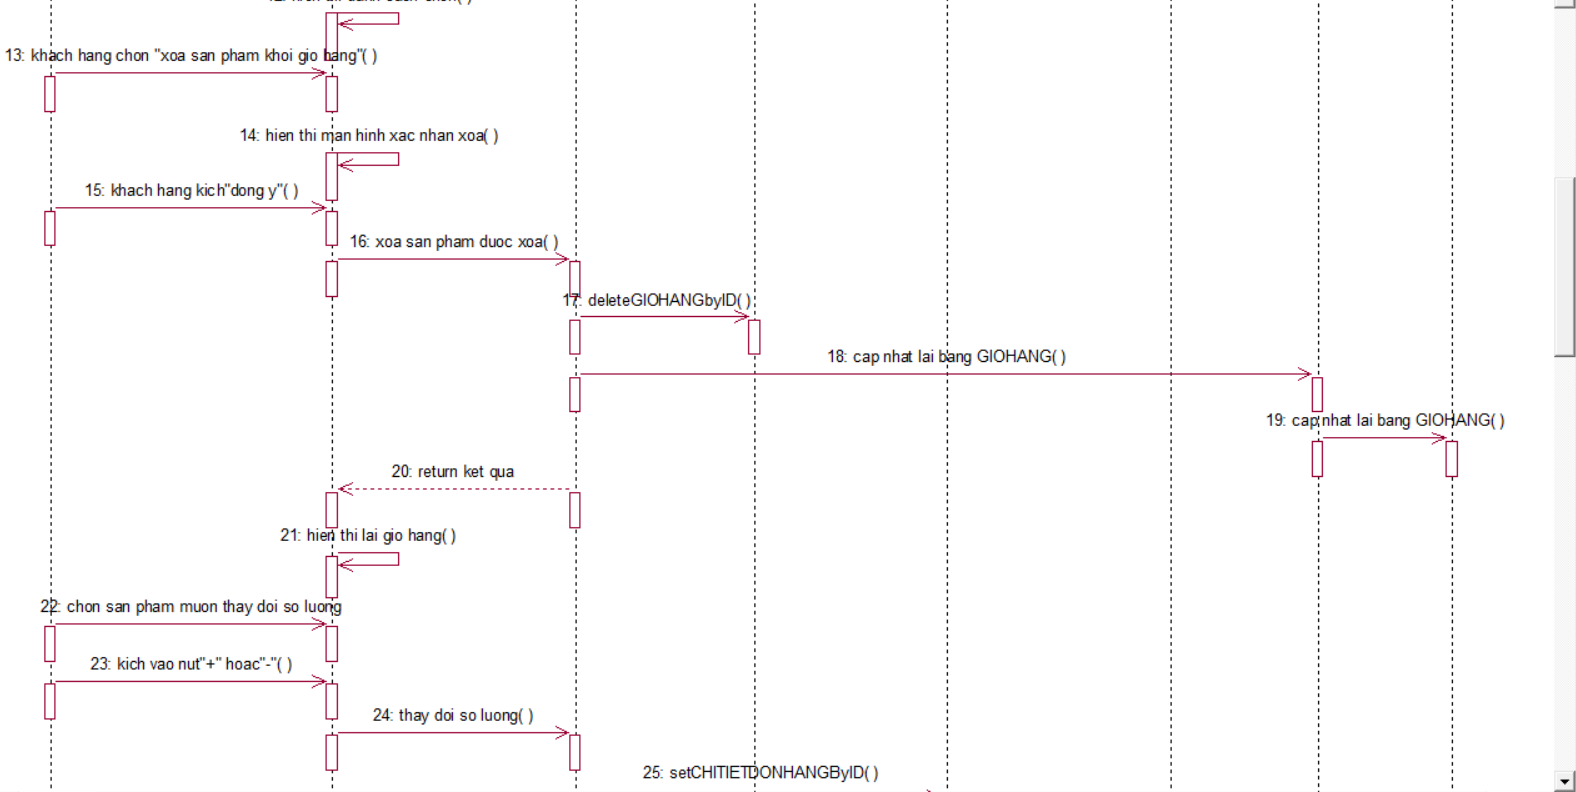 13: khach hang chon "xoa san pham khoi gio hang"( )
14: hien thi man hinh xac nhan xoa( )
15: khach hang kich"dong y"( )
16: xoa san pham duoc xoa( )
17: deleteGIOHANGbyID( )
18: cap nhat lai bang GIOHANG( )
19: cap nhat lai bang GIOHANG( )
20: return ket qua
21: hien thi lai gio hang( )
22: chon san pham muon thay doi so luong
23: kich vao nut"+" hoac"-"( )
24: thay doi so luong( )
25: setCHITIETDONHANGByID( )